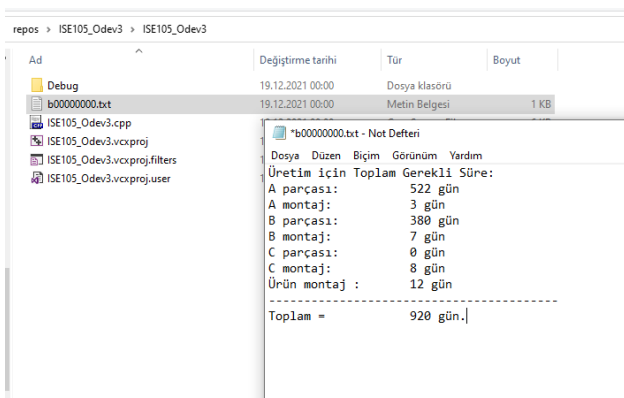 repos > ISE105_Odev3 > ISE105_Odev3
Ad Değiştirme tarihi Tür Boyut
Debug 19.12.2021 00:00 Dosya klasörü
b00000000.txt 19.12.2021 00:00 Metin Belgesi 1 KB
ISE105_Odev3.cpp
ISE105_Odev3.vcxproj
ISE105_Odev3.vcxproj.filters
ISE105_Odev3.vcxproj.user
*b00000000.txt - Not Defteri
Dosya Düzen Biçim Görünüm Yardım
Üretim için Toplam Gerekli Süre:
A parçası: 522 gün
A montaj: 3 gün
B parçası: 380 gün
B montaj: 7 gün
C parçası: 0 gün
C montaj: 8 gün
Ürün montaj : 12 gün
----------------------------------------
Toplam = 920 gün.